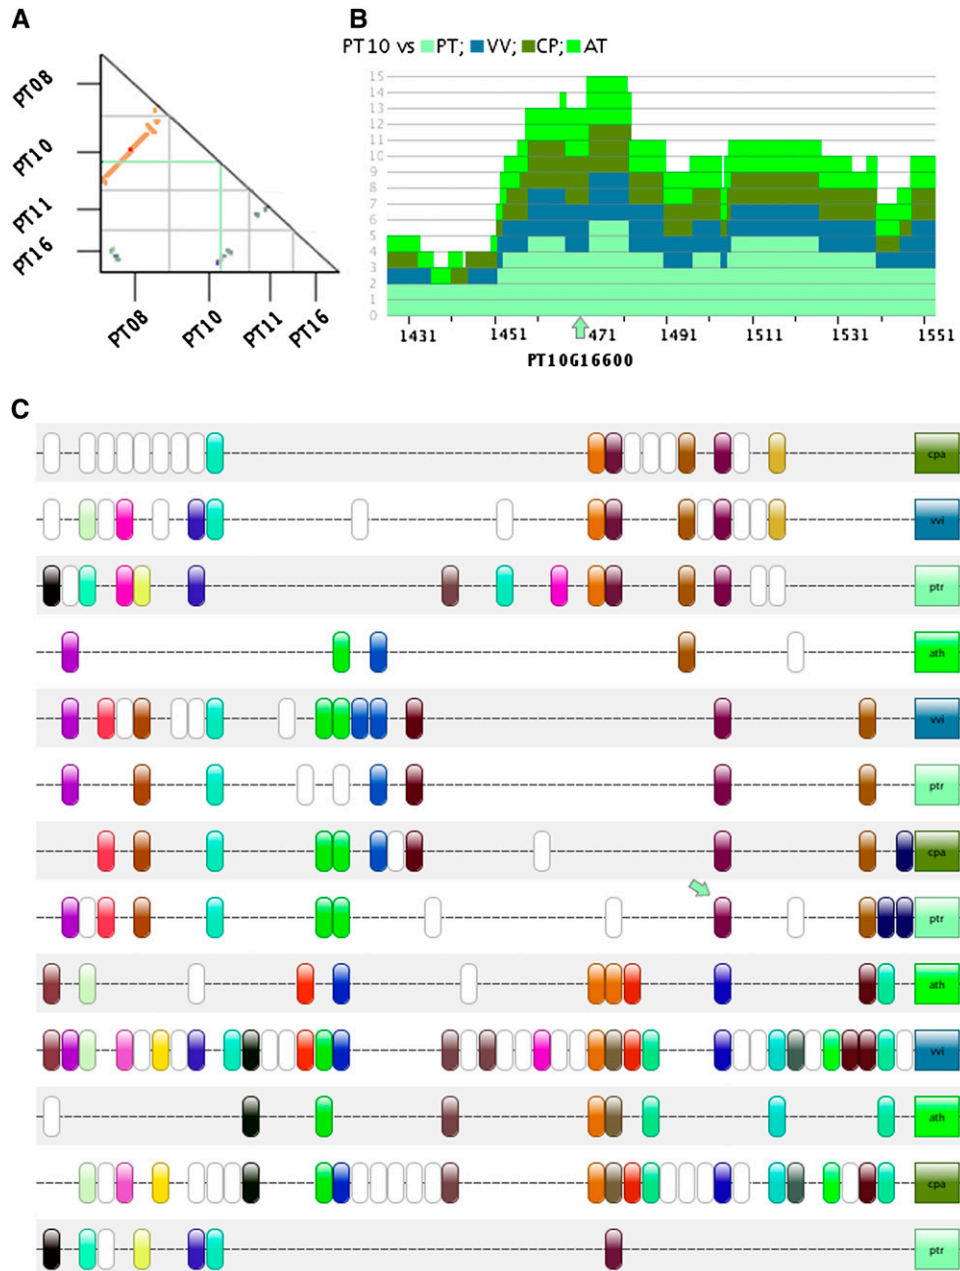 A
B
PT08
PT10
PT11
PT16
PT08
PT10
PT11
PT16
PT10 vs PT; VV; CP; AT
15
14
13
12
11
10
9
8
7
6
5
4
3
2
1
0
1431
1451
1471
1491
1511
1531
1551
PT10G16600
C
cpa
vvi
ptr
ath
vvi
ptr
cpa
ptr
ath
vvi
ath
cpa
ptr